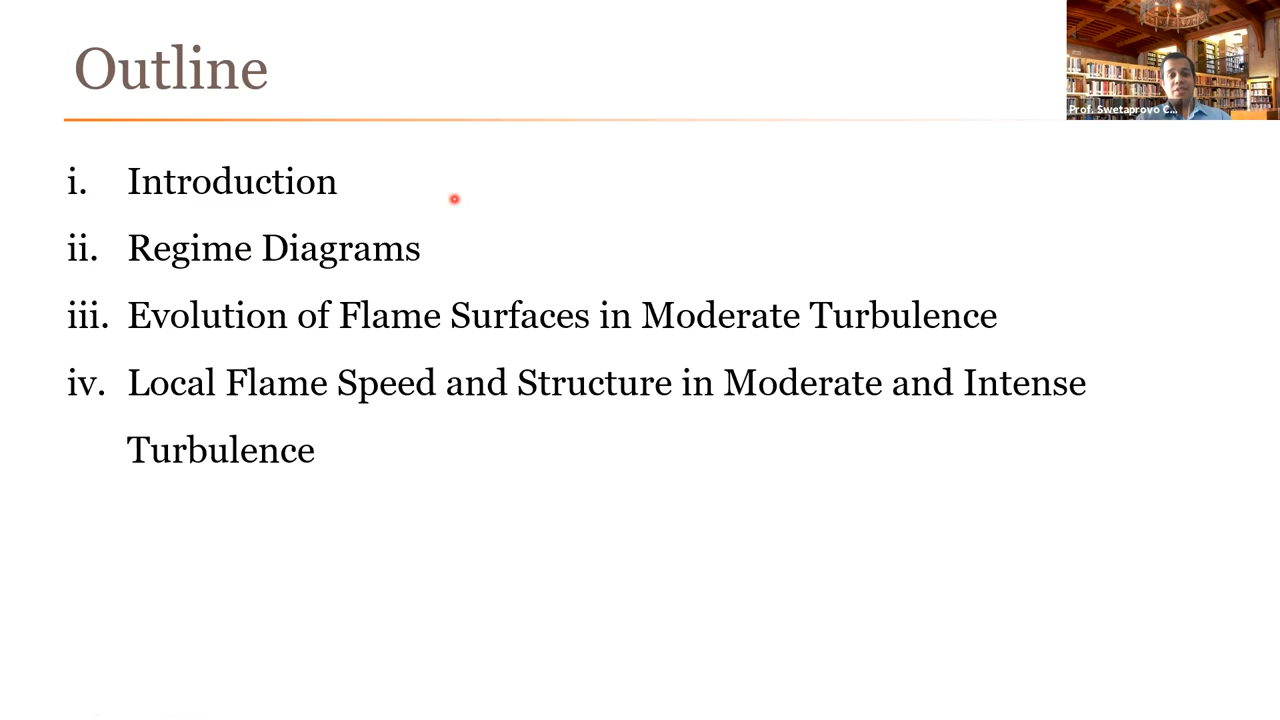 Outline
Prof. Swetaprovo C...
i. Introduction
ii. Regime Diagrams
iii. Evolution of Flame Surfaces in Moderate Turbulence
iv. Local Flame Speed and Structure in Moderate and Intense
Turbulence